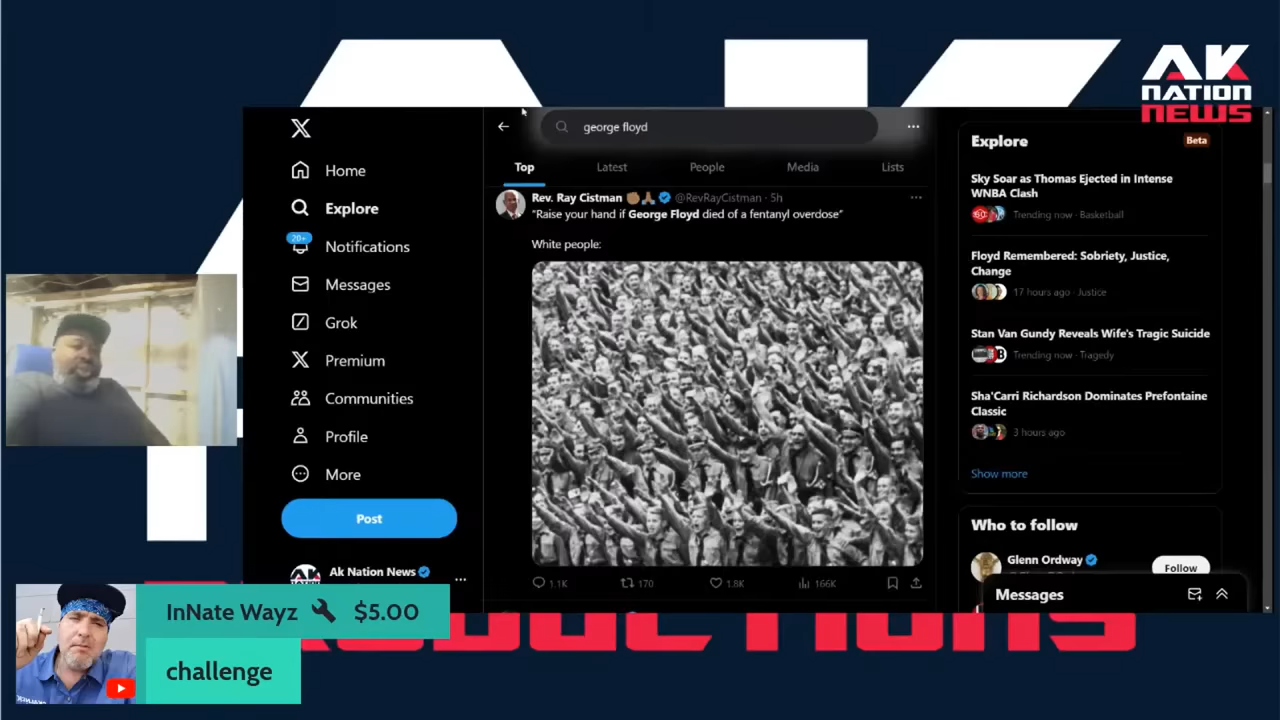 AK
NATION
NEWS
george floyd
Home
Explore
20+
Notifications
Messages
Grok
Premium
Communities
Profile
More
Post
Ak Nation News
Top
Latest
People
Media
Lists
Rev. Ray Cistman ✊🏾🙏🏾 @RevRayCistman · 5h
"Raise your hand if George Floyd died of a fentanyl overdose"
White people:
1.1K
170
1.8K
166K
Explore
Beta
Sky Soar as Thomas Ejected in Intense
WNBA Clash
Trending now · Basketball
Floyd Remembered: Sobriety, Justice,
Change
17 hours ago · Justice
Stan Van Gundy Reveals Wife's Tragic Suicide
Trending now · Tragedy
Sha'Carri Richardson Dominates Prefontaine
Classic
3 hours ago
Show more
Who to follow
Glenn Ordway
Follow
Messages
InNate Wayz 🔧 $5.00
challenge